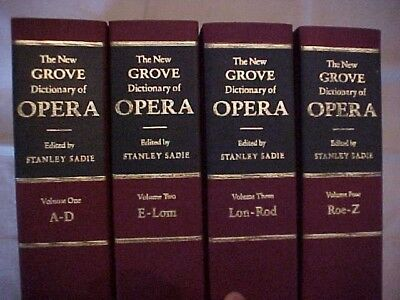 The New
GROVE
Dictionary of
OPERA
Edited by
STANLEY SADIE
Volume One
A-D
The New
GROVE
Dictionary of
OPERA
Edited by
STANLEY SADIE
Volume Two
E-Lom
The New
GROVE
Dictionary of
OPERA
Edited by
STANLEY SADIE
Volume Three
Lon-Rod
The New
GROVE
Dictionary of
OPERA
Edited by
STANLEY SADIE
Volume Four
Roe-Z